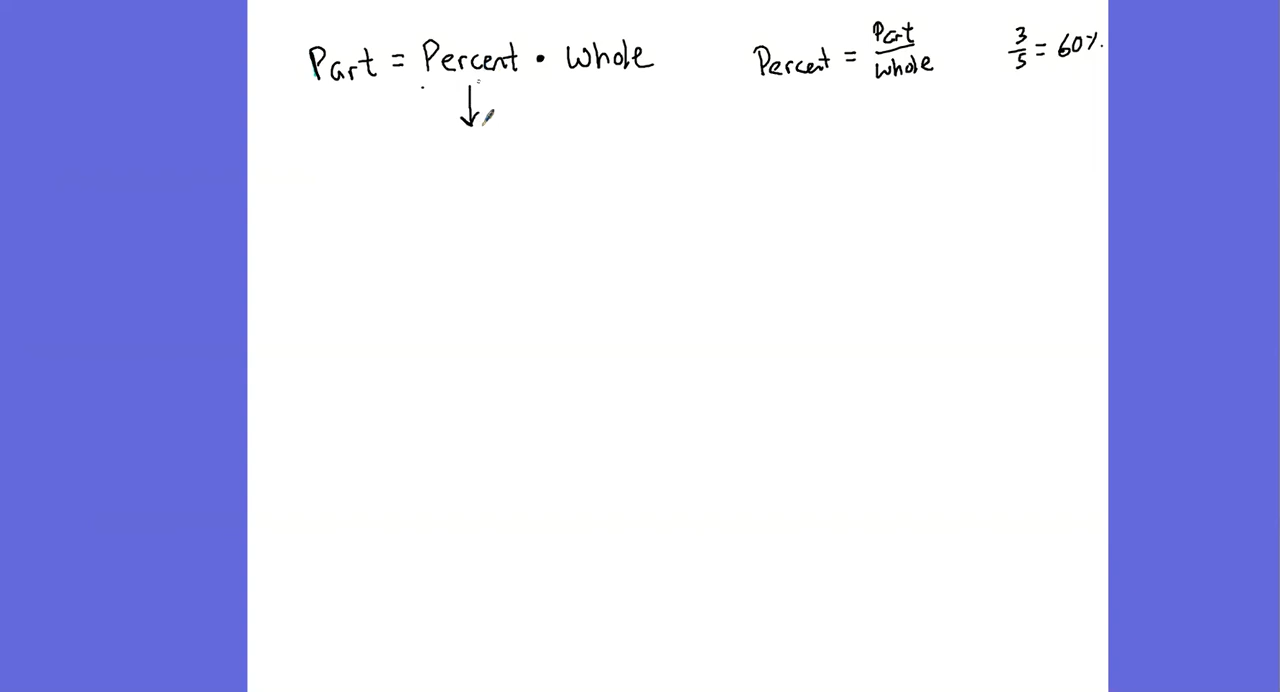 Part = Percent • Whole
Percent = Part/Whole
3/5 = 60%